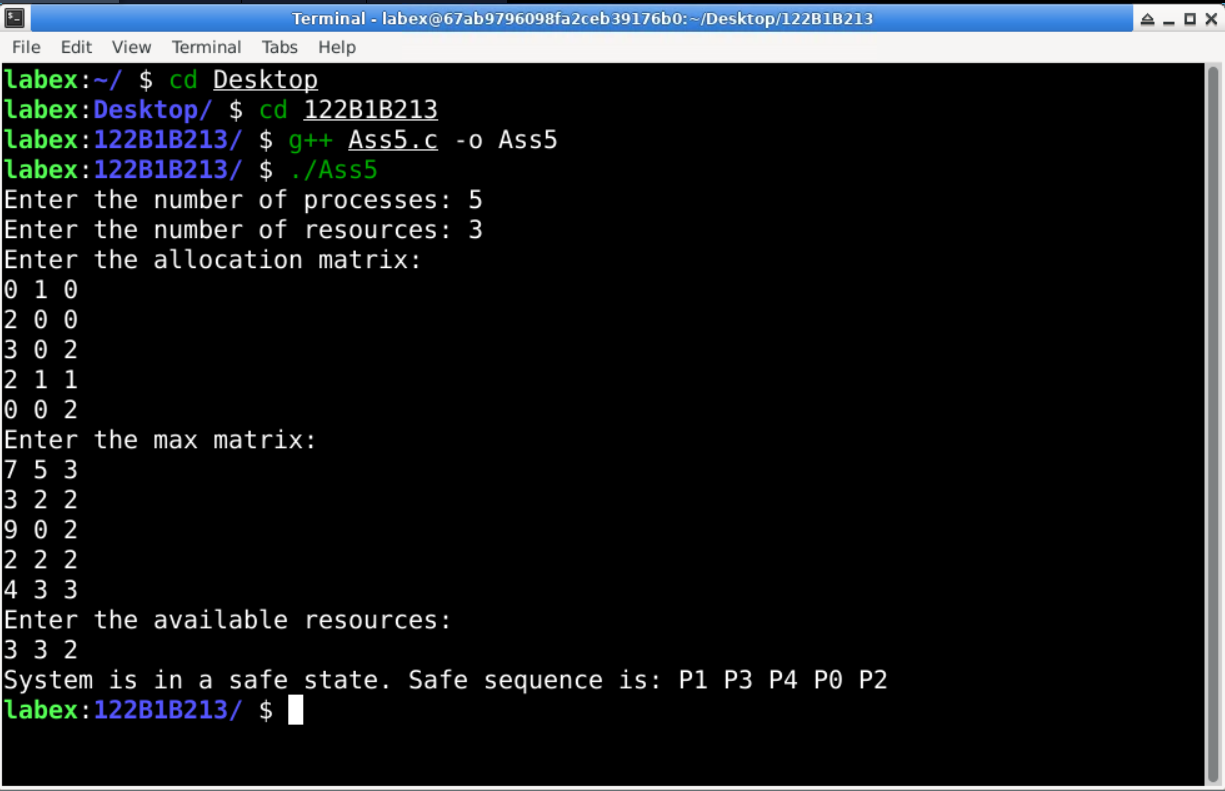 Terminal - labex@67ab9796098fa2ceb39176b0:~/Desktop/122B1B213
File Edit View Terminal Tabs Help
labex:~/ $ cd Desktop
labex:Desktop/ $ cd 122B1B213
labex:122B1B213/ $ g++ Ass5.c -o Ass5
labex:122B1B213/ $ ./Ass5
Enter the number of processes: 5
Enter the number of resources: 3
Enter the allocation matrix:
0 1 0
2 0 0
3 0 2
2 1 1
0 0 2
Enter the max matrix:
7 5 3
3 2 2
9 0 2
2 2 2
4 3 3
Enter the available resources:
3 3 2
System is in a safe state. Safe sequence is: P1 P3 P4 P0 P2
labex:122B1B213/ $